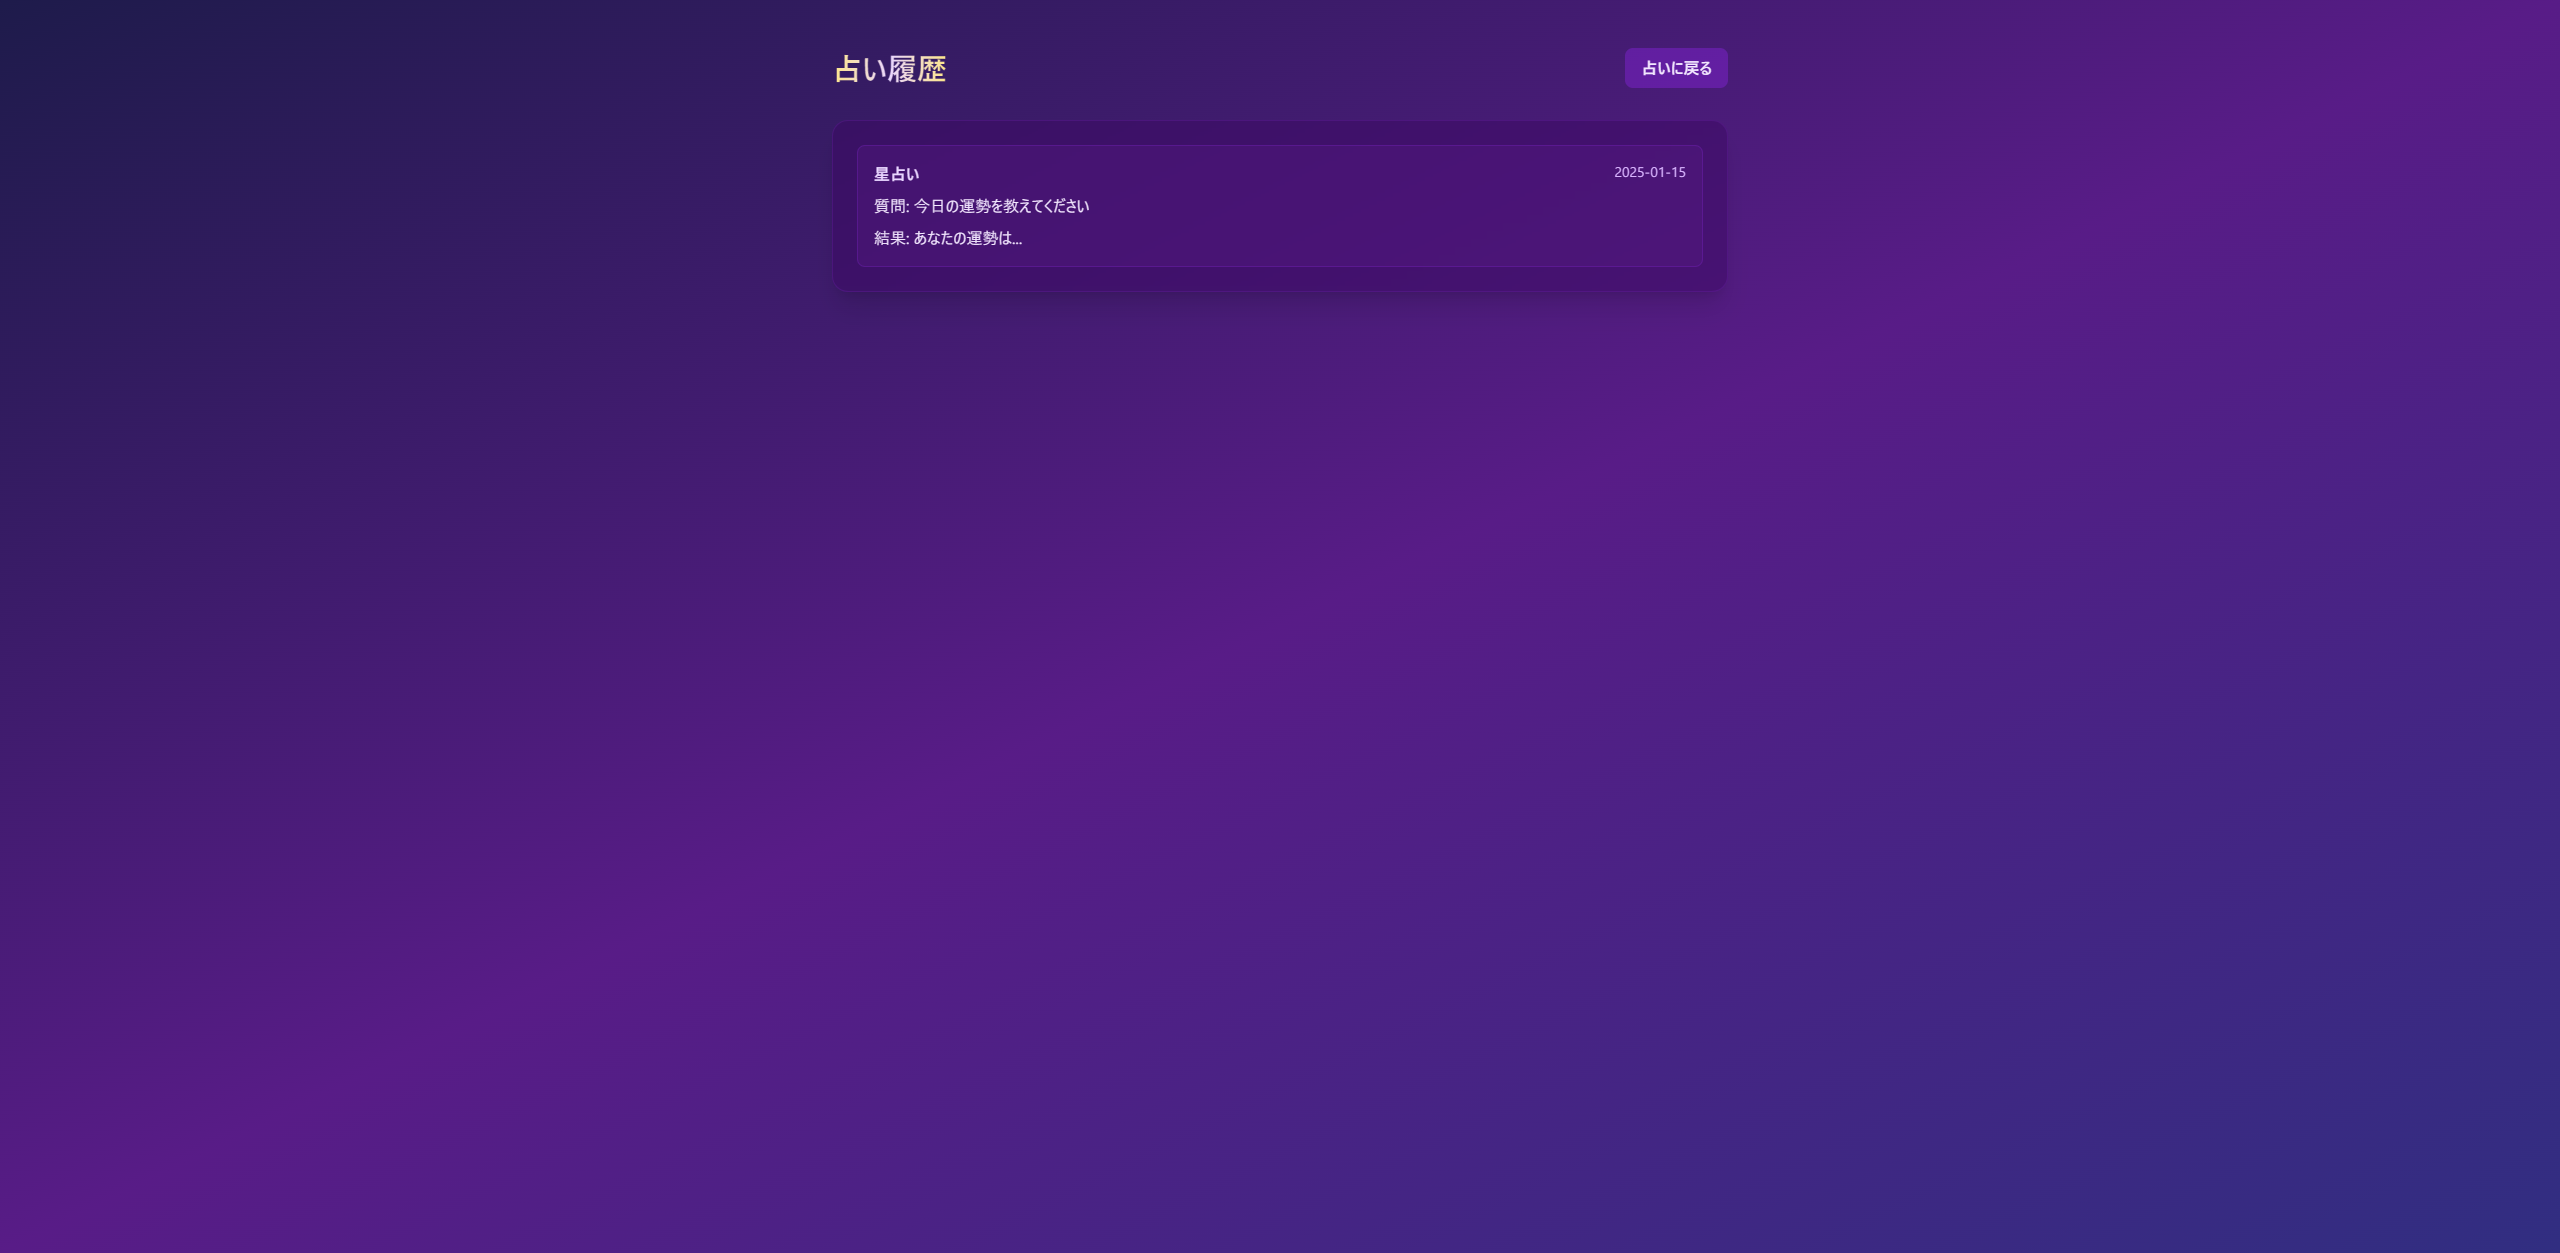 占い履歴
占いに戻る
星占い
2025-01-15
質問: 今日の運勢を教えてください
結果: あなたの運勢は...